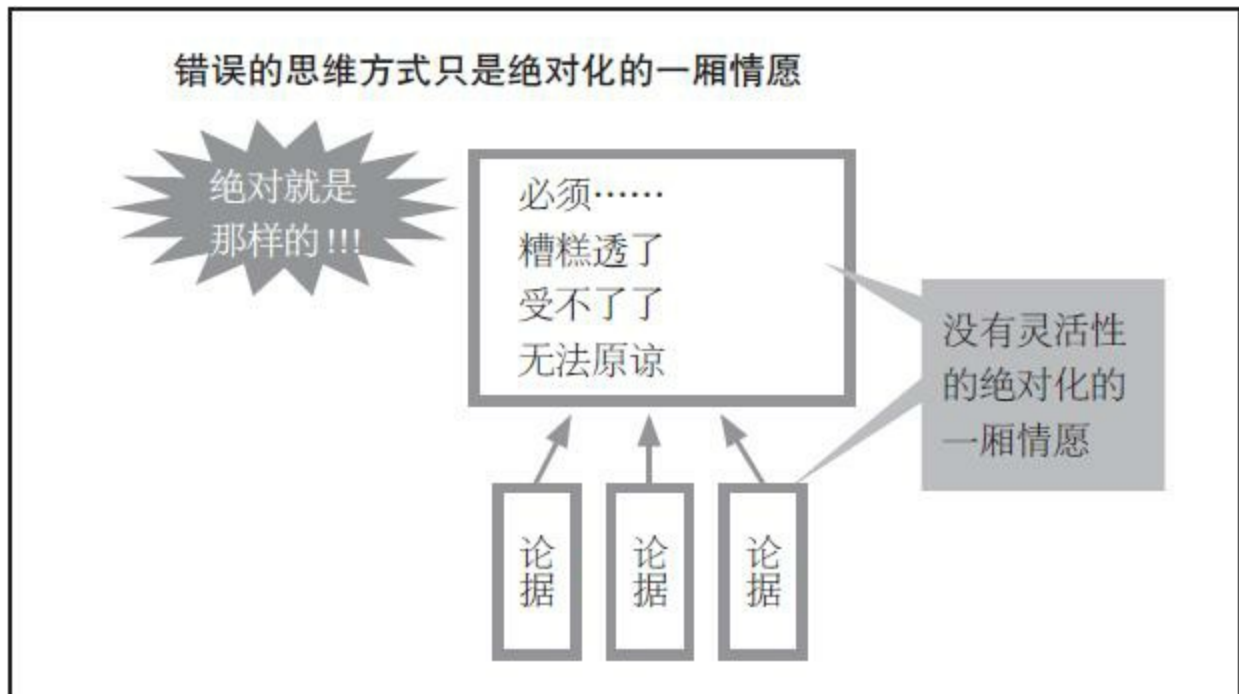 错误的思维方式只是绝对化的一厢情愿
绝对就是
那样的!!!
必须……
糟糕透了
受不了了
无法原谅
没有灵活性
的绝对化的
一厢情愿
论据
论据
论据